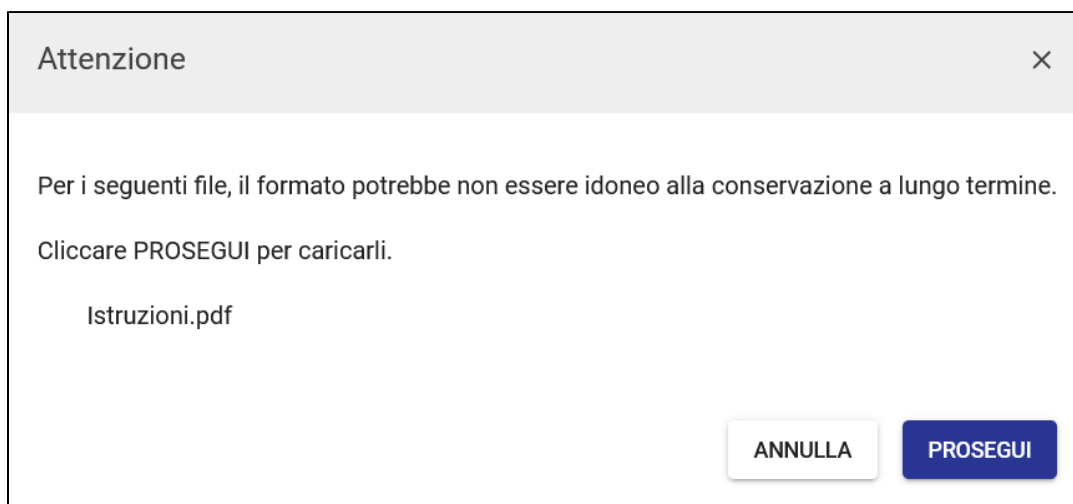 Attenzione
Per i seguenti file, il formato potrebbe non essere idoneo alla conservazione a lungo termine.
Cliccare PROSEGUI per caricarli.
Istruzioni.pdf
ANNULLA PROSEGUI